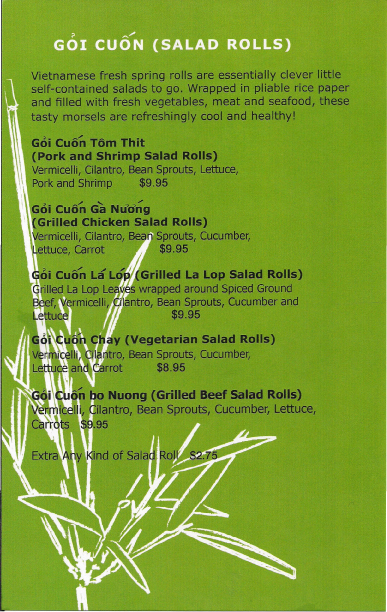 GỎI CUỐN (SALAD ROLLS)
Vietnamese fresh spring rolls are essentially clever little
self-contained salads to go. Wrapped in pliable rice paper
and filled with fresh vegetables, meat and seafood, these
tasty morsels are refreshingly cool and healthy!
Gỏi Cuốn Tôm Thit
(Pork and Shrimp Salad Rolls)
Vermicelli, Cilantro, Bean Sprouts, Lettuce,
Pork and Shrimp $9.95
Gỏi Cuốn Gà Nướng
(Grilled Chicken Salad Rolls)
Vermicelli, Cilantro, Bean Sprouts, Cucumber,
Lettuce, Carrot $9.95
Gỏi Cuốn Lá Lốp (Grilled La Lop Salad Rolls)
Grilled La Lop Leaves wrapped around Spiced Ground
Beef, Vermicelli, Cilantro, Bean Sprouts, Cucumber and
Lettuce $9.95
Gỏi Cuốn Chay (Vegetarian Salad Rolls)
Vermicelli, Cilantro, Bean Sprouts, Cucumber,
Lettuce and Carrot $8.95
Gỏi Cuốn bo Nuong (Grilled Beef Salad Rolls)
Vermicelli, Cilantro, Bean Sprouts, Cucumber, Lettuce,
Carrots $9.95
Extra Any Kind of Salad Roll $2.75